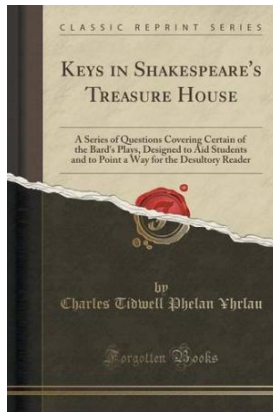 CLASSIC REPRINT SERIES
KEYS IN SHAKESPEARE'S
TREASURE HOUSE
A Series of Questions Covering Certain of
the Bard's Plays, Designed to Aid Students
and to Point a Way for the Desultory Reader
by
Charles Tidwell Phelan Yhrlau
Forgotten Books